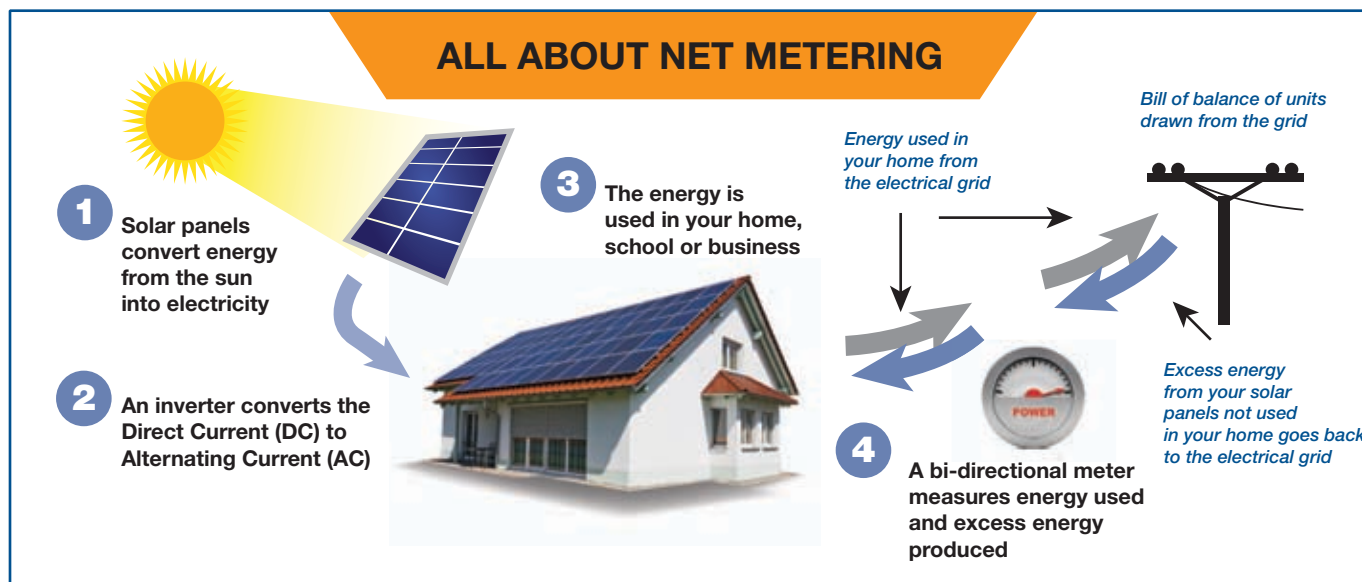 ALL ABOUT NET METERING
1
Solar panels
convert energy
from the sun
into electricity
2
An inverter converts the
Direct Current (DC) to
Alternating Current (AC)
3
The energy is
used in your home,
school or business
Energy used in
your home from
the electrical grid
Bill of balance of units
drawn from the grid
POWER
4
A bi-directional meter
measures energy used
and excess energy
produced
Excess energy
from your solar
panels not used
in your home goes back
to the electrical grid